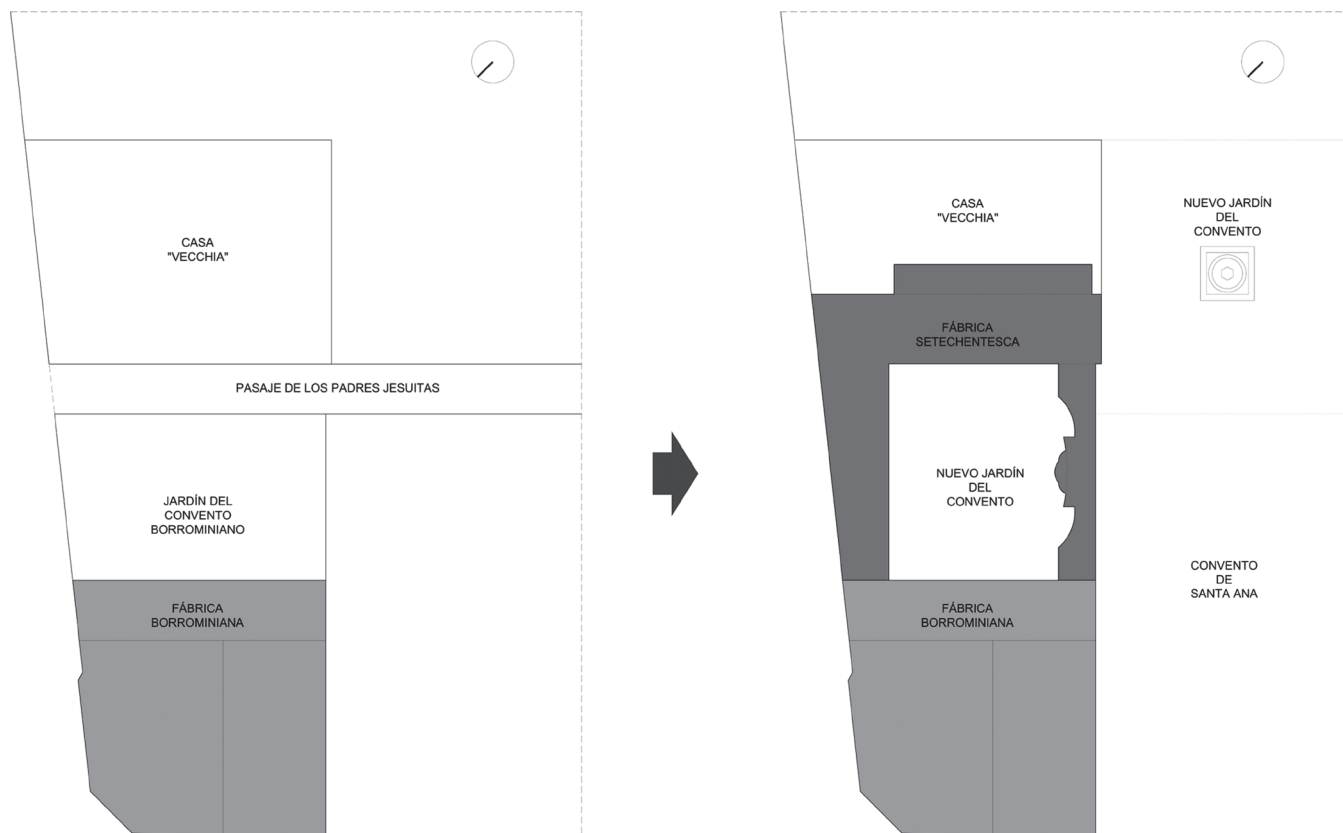 CASA
"VECCHIA"
PASAJE DE LOS PADRES JESUITAS
JARDÍN DEL
CONVENTO
BORROMINIANO
FÁBRICA
BORROMINIANA
CASA
"VECCHIA"
NUEVO JARDÍN
DEL
CONVENTO
FÁBRICA
SETECHENTESCA
NUEVO JARDÍN
DEL
CONVENTO
CONVENTO
DE
SANTA ANA
FÁBRICA
BORROMINIANA